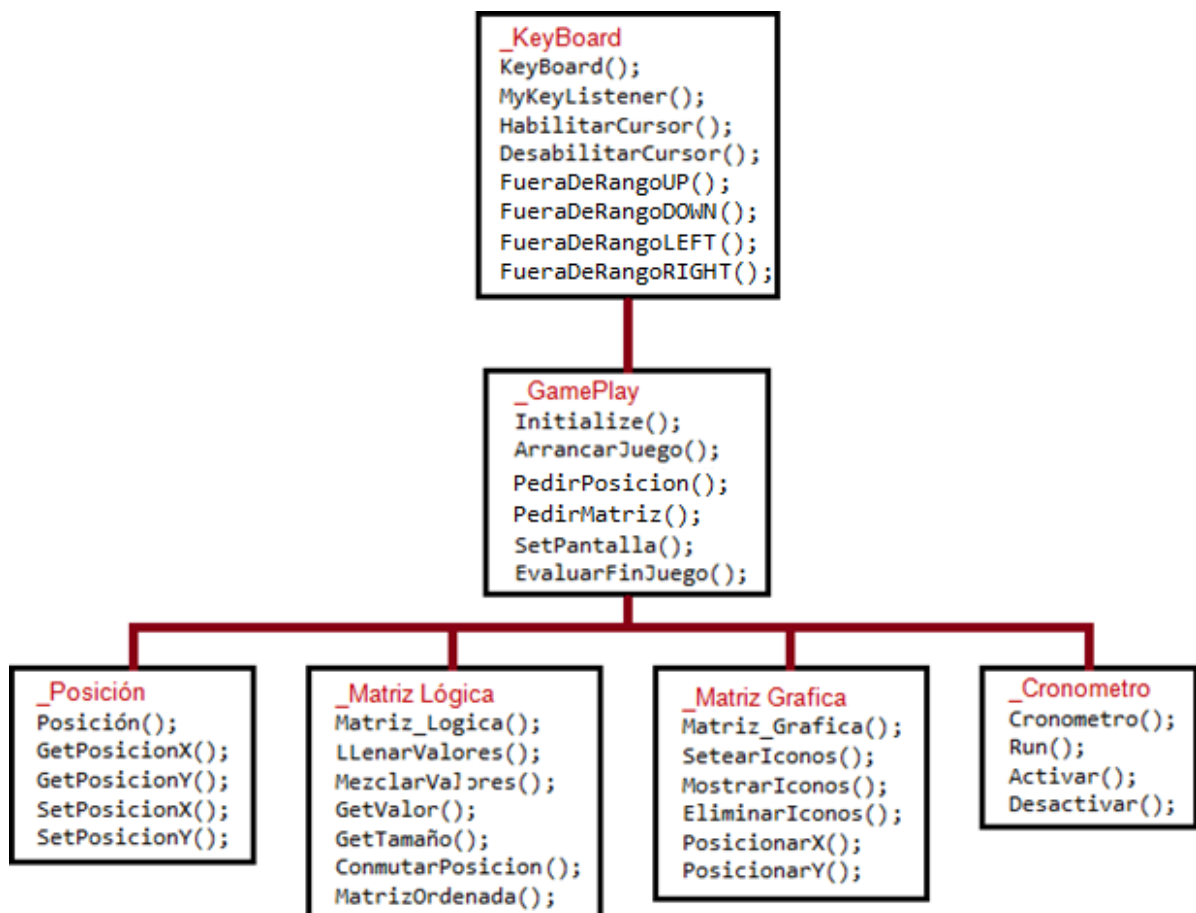 _KeyBoard
KeyBoard();
MyKeyListener();
HabilitarCursor();
DesabilitarCursor();
FueraDeRangoUP();
FueraDeRangoDOWN();
FueraDeRangoLEFT();
FueraDeRangoRIGHT();
_GamePlay
Initialize();
ArrancarJuego();
PedirPosicion();
PedirMatriz();
SetPantalla();
EvaluarFinJuego();
_Posición
Posición();
GetPosicionX();
GetPosicionY();
SetPosicionX();
SetPosicionY();
_Matriz Lógica
Matriz_Logica();
LLenarValores();
MezclarValores();
GetValor();
GetTamaño();
ConmutarPosicion();
MatrizOrdenada();
_Matriz Grafica
Matriz_Grafica();
SetearIconos();
MostrarIconos();
EliminarIconos();
PosicionarX();
PosicionarY();
_Cronometro
Cronometro();
Run();
Activar();
Desactivar();